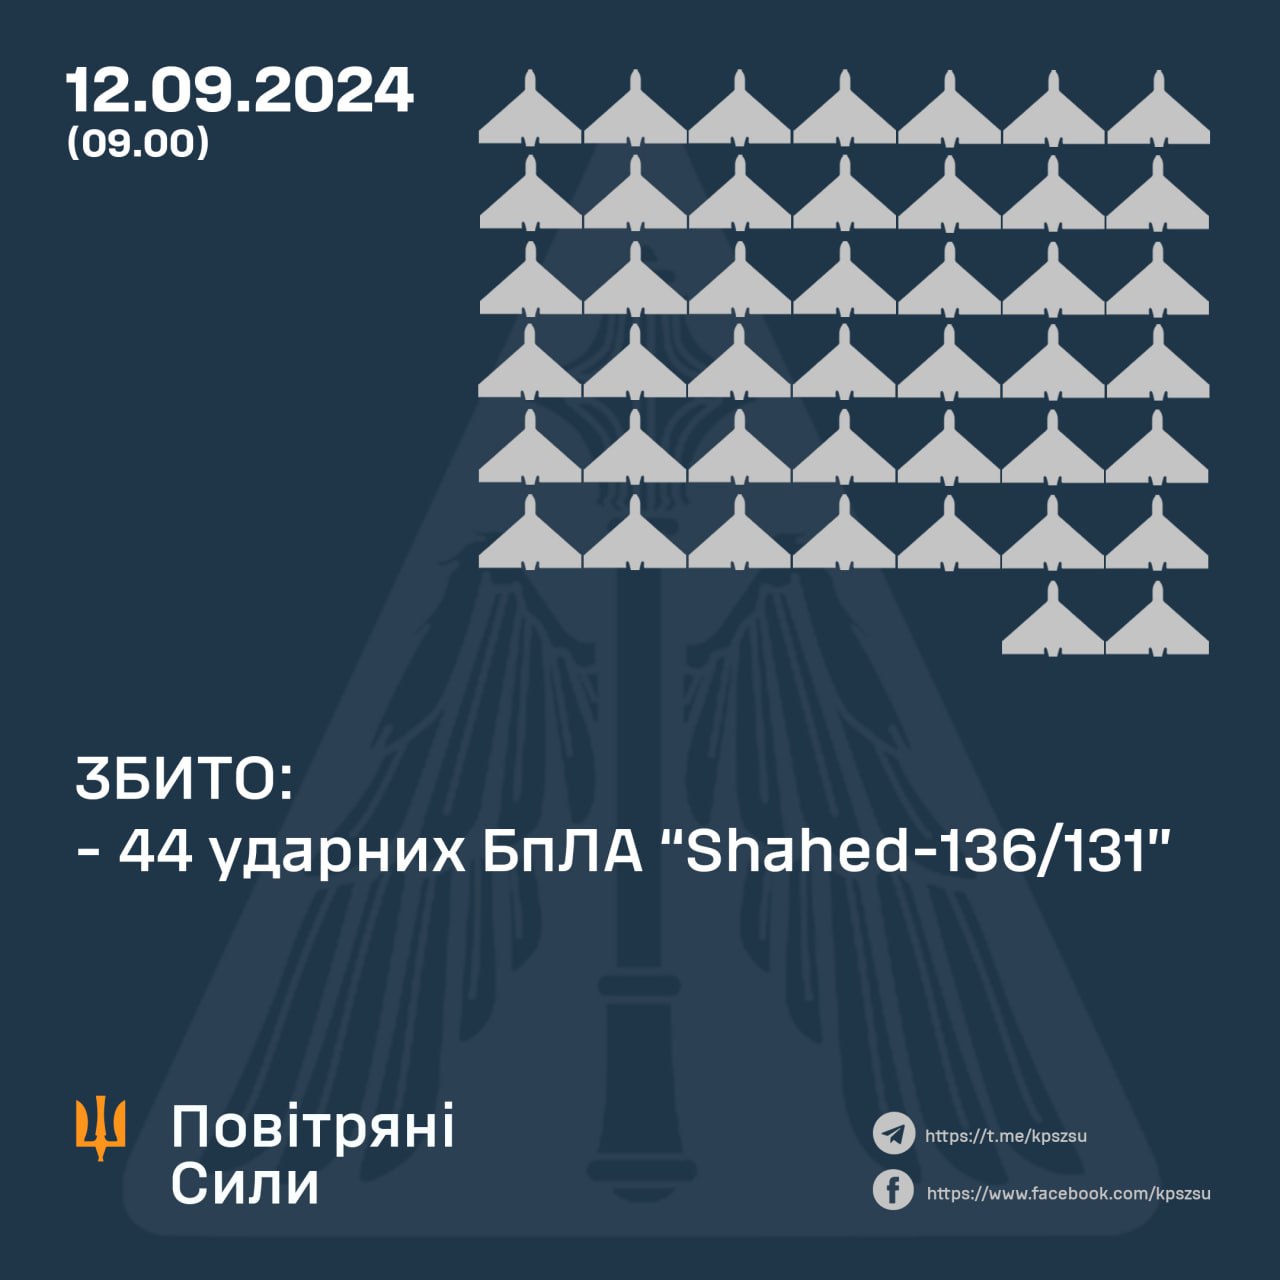 12.09.2024
(09.00)
ЗБИТО:
- 44 ударних БпЛА “Shahed-136/131”
Повітряні
Сили
https://t.me/kpszsu
https://www.facebook.com/kpszsu